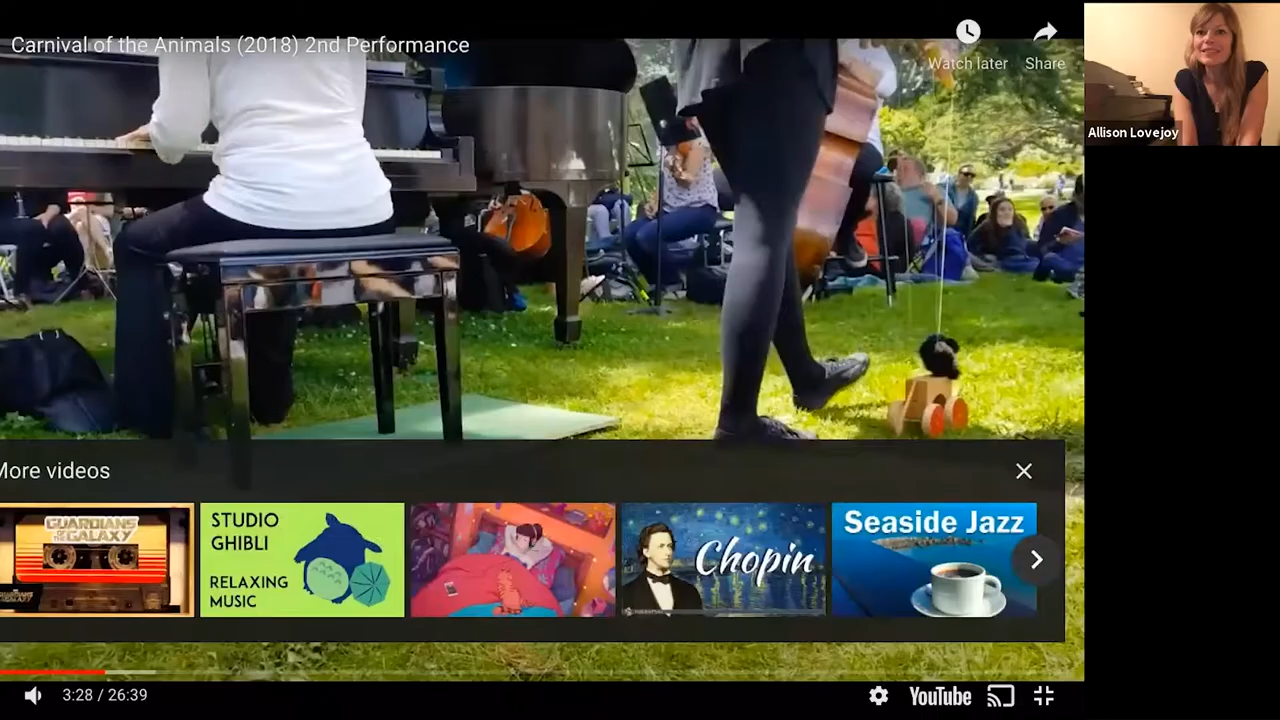 Carnival of the Animals (2018) 2nd Performance
Watch later
Share
Allison Lovejoy
More videos
GUARDIANS
OF THE
GALAXY
STUDIO
GHIBLI
RELAXING
MUSIC
Chopin
Seaside Jazz
3:28 / 26:39
YouTube